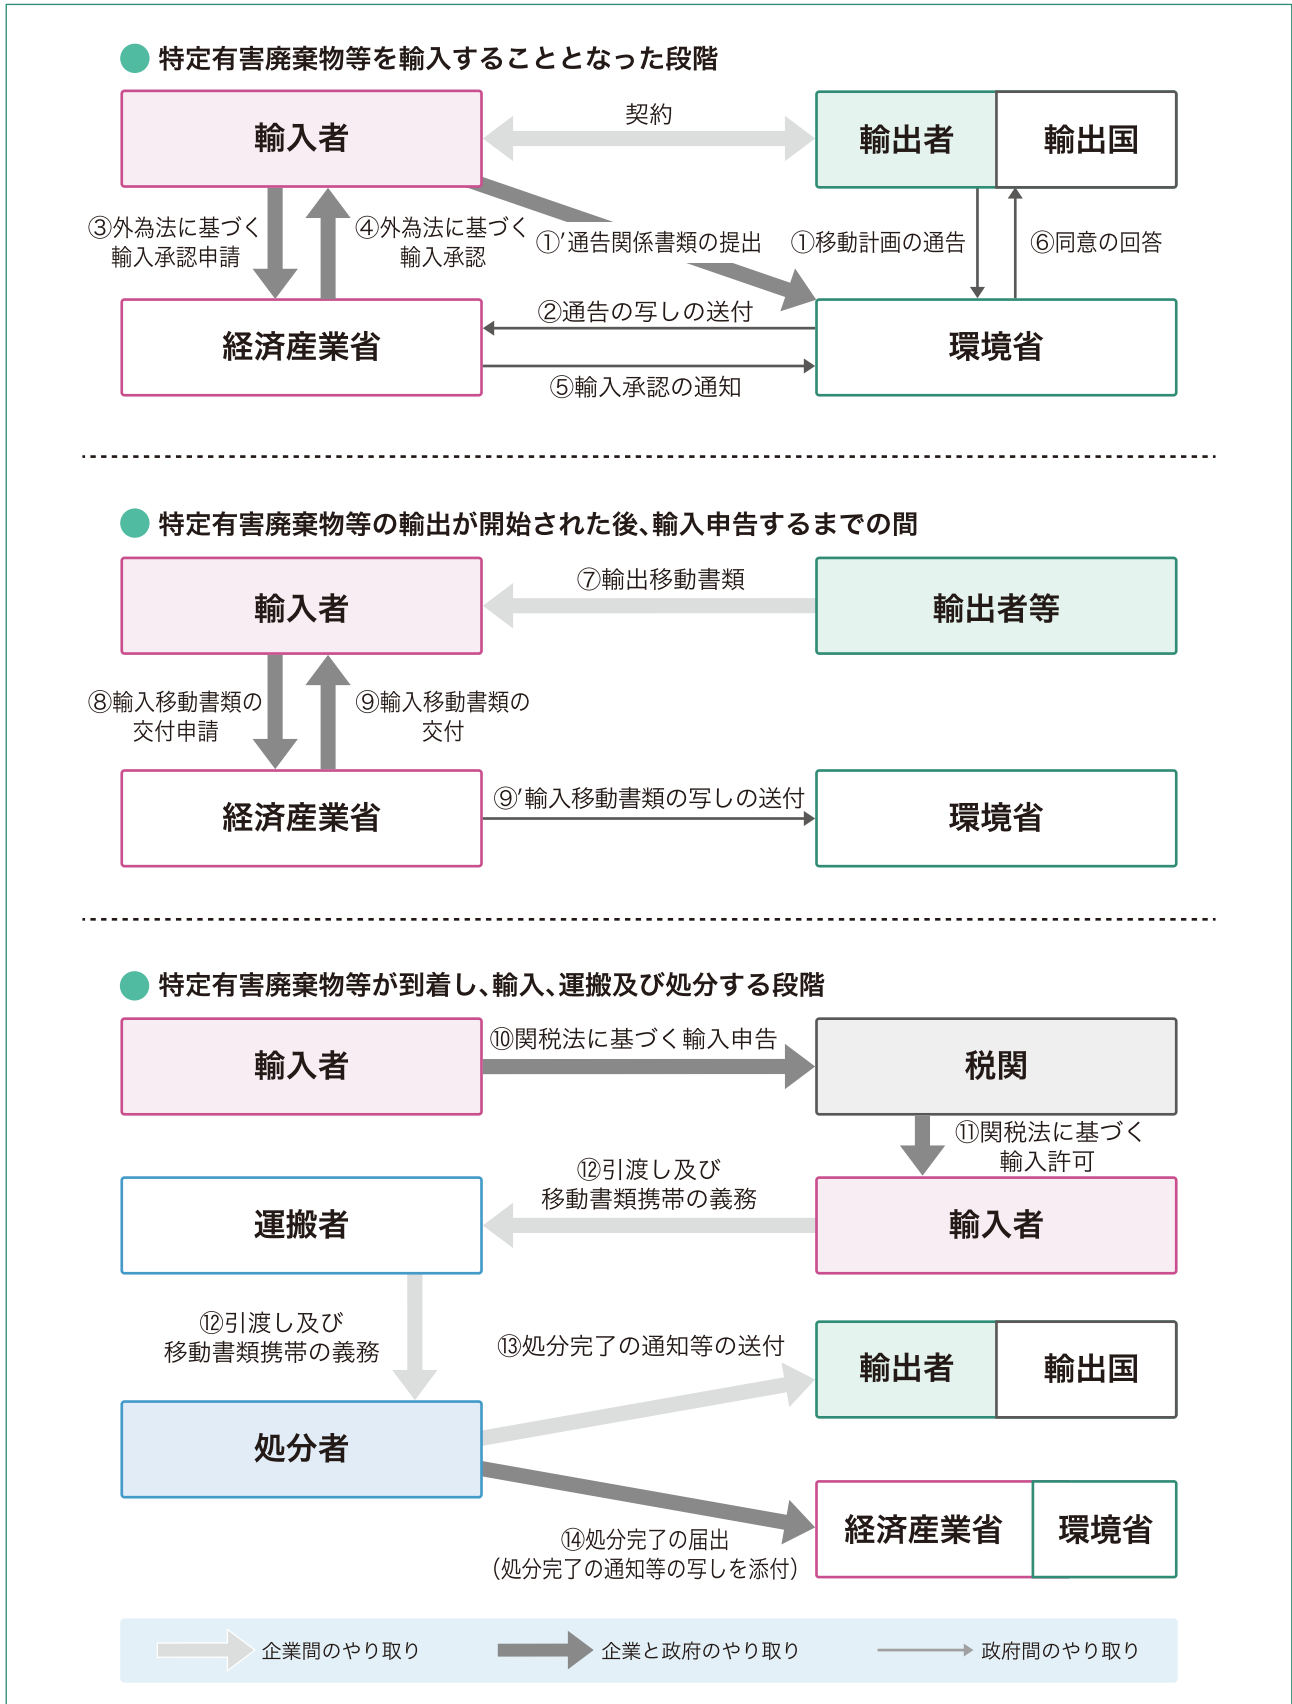 特定有害廃棄物等を輸入することとなった段階
輸入者
契約
輸出者
輸出国
③外為法に基づく
輸入承認申請
④外為法に基づく
輸入承認
①’通告関係書類の提出
①移動計画の通告
⑥同意の回答
経済産業省
②通告の写しの送付
⑤輸入承認の通知
環境省
特定有害廃棄物等の輸出が開始された後、輸入申告するまでの間
輸入者
⑦輸出移動書類
輸出者等
⑧輸入移動書類の
交付申請
⑨輸入移動書類の
交付
経済産業省
⑨’輸入移動書類の写しの送付
環境省
特定有害廃棄物等が到着し、輸入、運搬及び処分する段階
輸入者
⑩関税法に基づく輸入申告
税関
⑪関税法に基づく
輸入許可
運搬者
⑫引渡し及び
移動書類携帯の義務
輸入者
⑫引渡し及び
移動書類携帯の義務
処分者
⑬処分完了の通知等の送付
輸出者
輸出国
⑭処分完了の届出
（処分完了の通知等の写しを添付）
経済産業省
環境省
企業間のやり取り
企業と政府のやり取り
政府間のやり取り